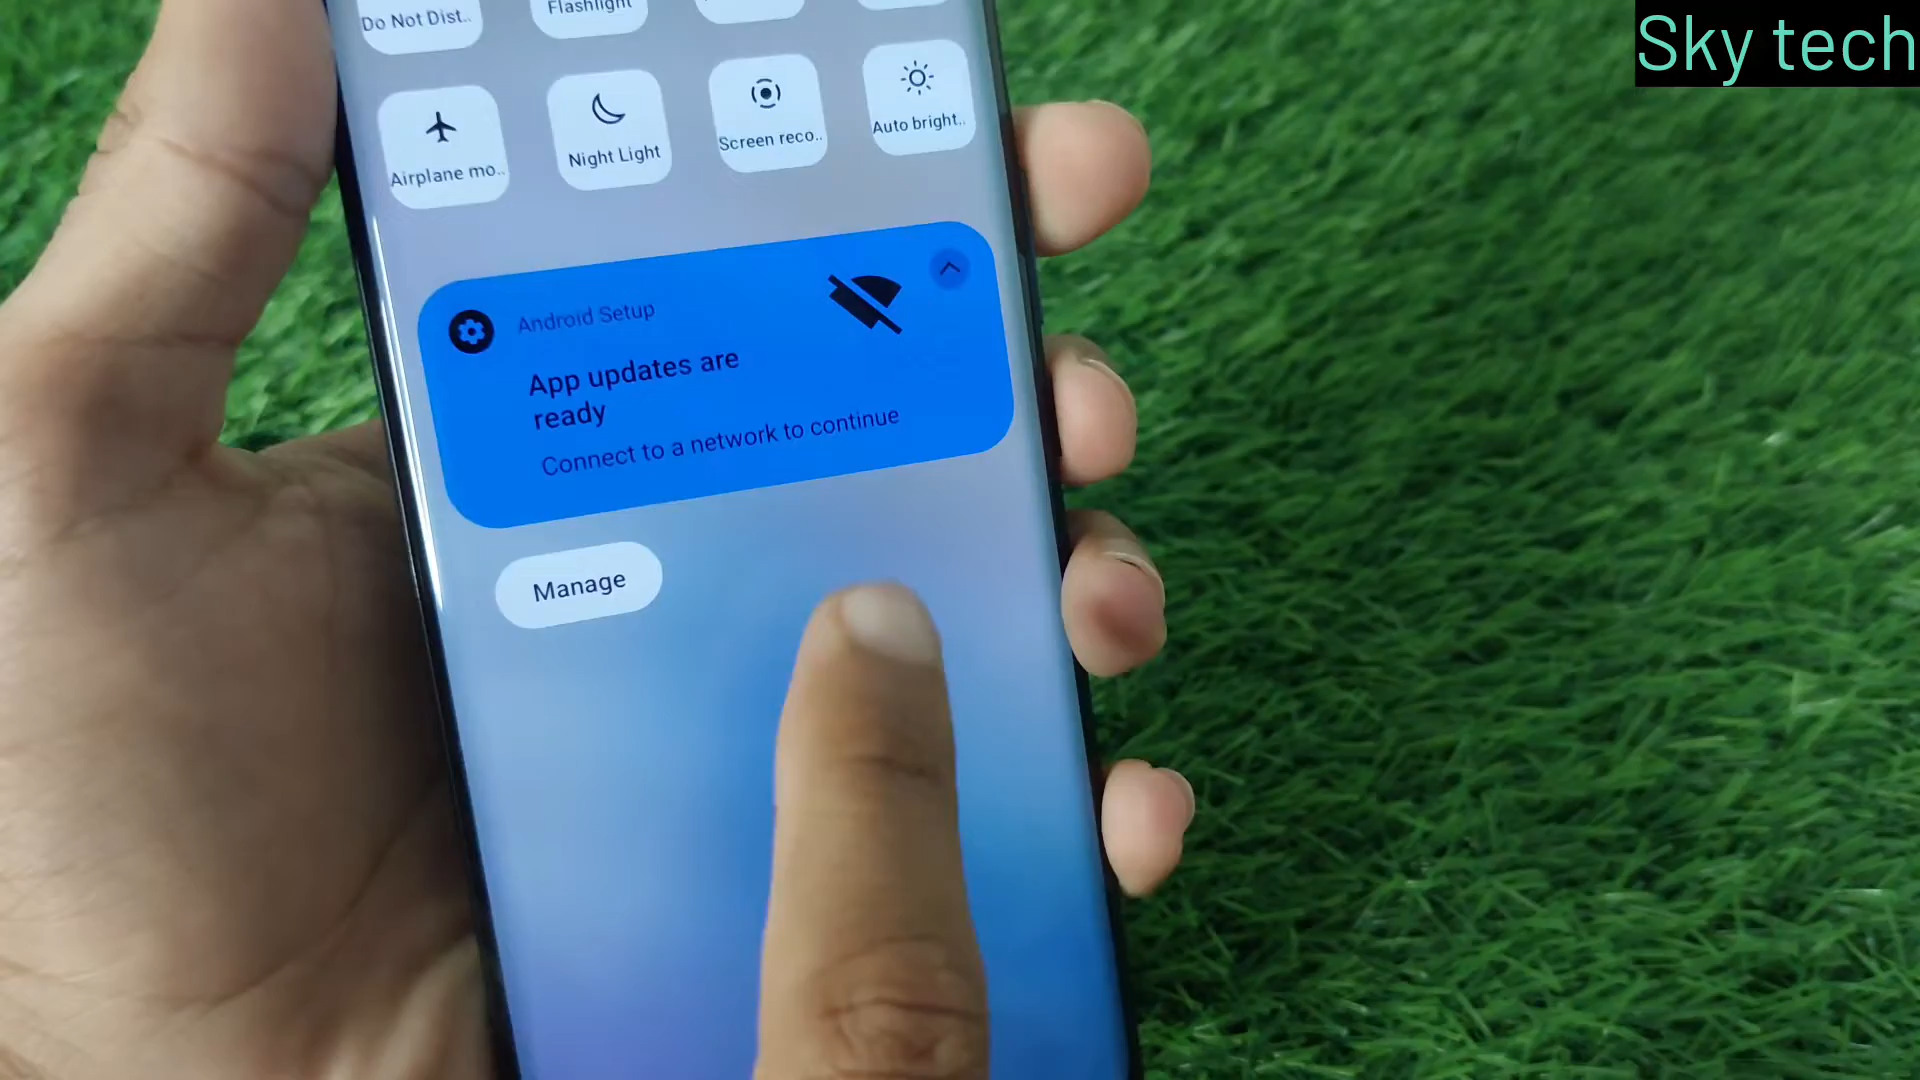 Sky tech
Do Not Dist..
Flashlight
Airplane mo..
Night Light
Screen reco..
Auto bright..
Android Setup
App updates are
ready
Connect to a network to continue
Manage